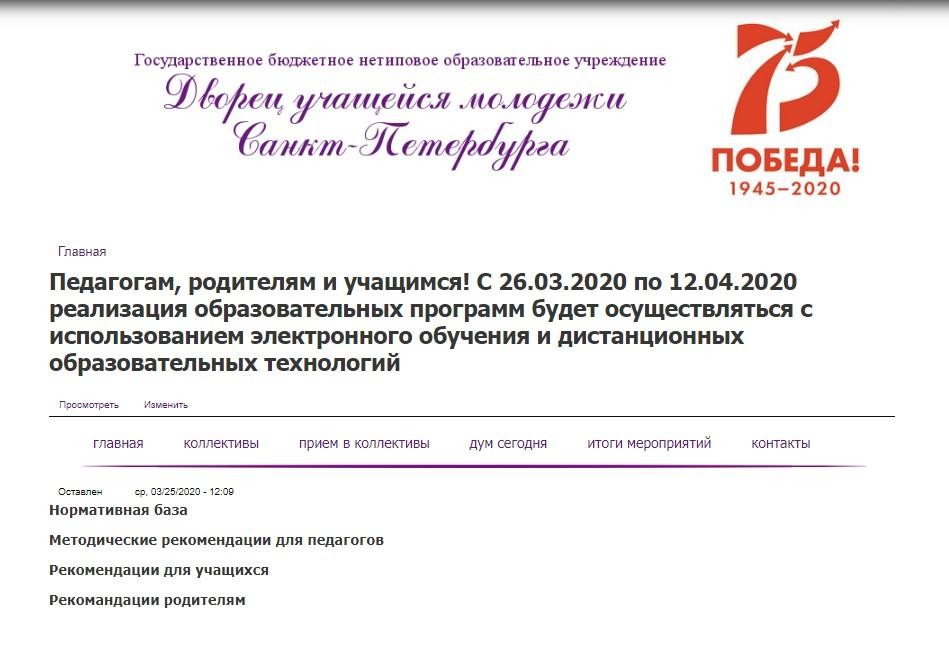 Государственное бюджетное нетиповое образовательное учреждение
Дворец учащейся молодежи
Санкт-Петербурга
75
ПОБЕДА!
1945–2020
Главная
Педагогам, родителям и учащимся! С 26.03.2020 по 12.04.2020
реализация образовательных программ будет осуществляться с
использованием электронного обучения и дистанционных
образовательных технологий
Просмотреть Изменить
главная коллективы прием в коллективы дум сегодня итоги мероприятий контакты
Оставлен ср, 03/25/2020 - 12:09
Нормативная база
Методические рекомендации для педагогов
Рекомендации для учащихся
Рекомандации родителям